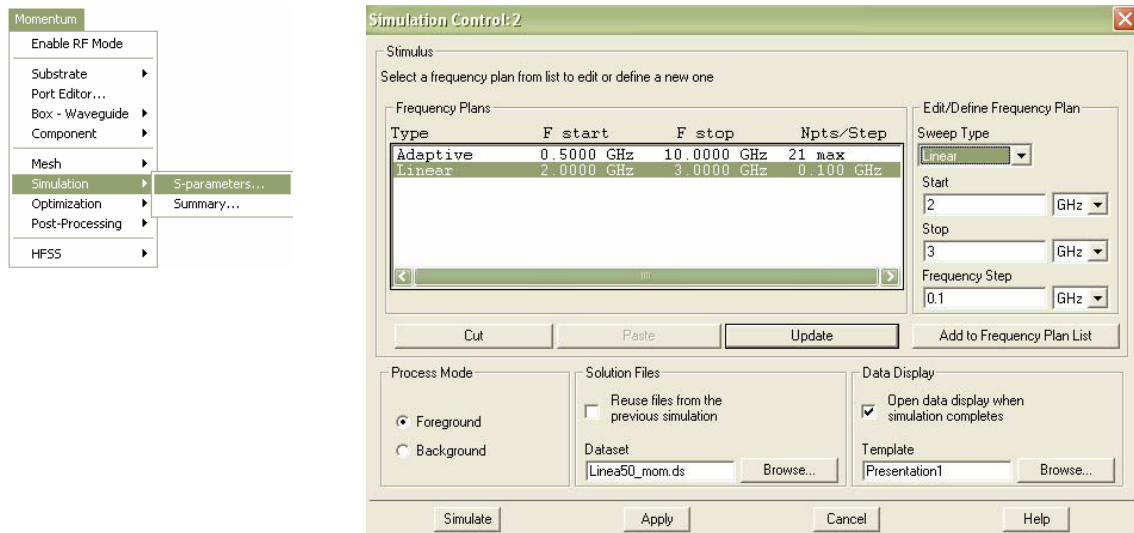 Momentum
Enable RF Mode
Substrate
Port Editor...
Box - Waveguide
Component
Mesh
Simulation
S-parameters...
Optimization
Summary...
Post-Processing
HFSS
Simulation Control:2
Stimulus
Select a frequency plan from list to edit or define a new one
Frequency Plans
Type F start F stop Npts/Step
Adaptive 0.5000 GHz 10.0000 GHz 21 max
Linear 2.0000 GHz 3.0000 GHz 0.100 GHz
Edit/Define Frequency Plan
Sweep Type
Linear
Start
2 GHz
Stop
3 GHz
Frequency Step
0.1 GHz
Cut Paste Update Add to Frequency Plan List
Process Mode
Foreground
Background
Solution Files
Reuse files from the
previous simulation
Dataset
Linea50_mom.ds Browse...
Data Display
Open data display when
simulation completes
Template
Presentation1 Browse...
Simulate Apply Cancel Help